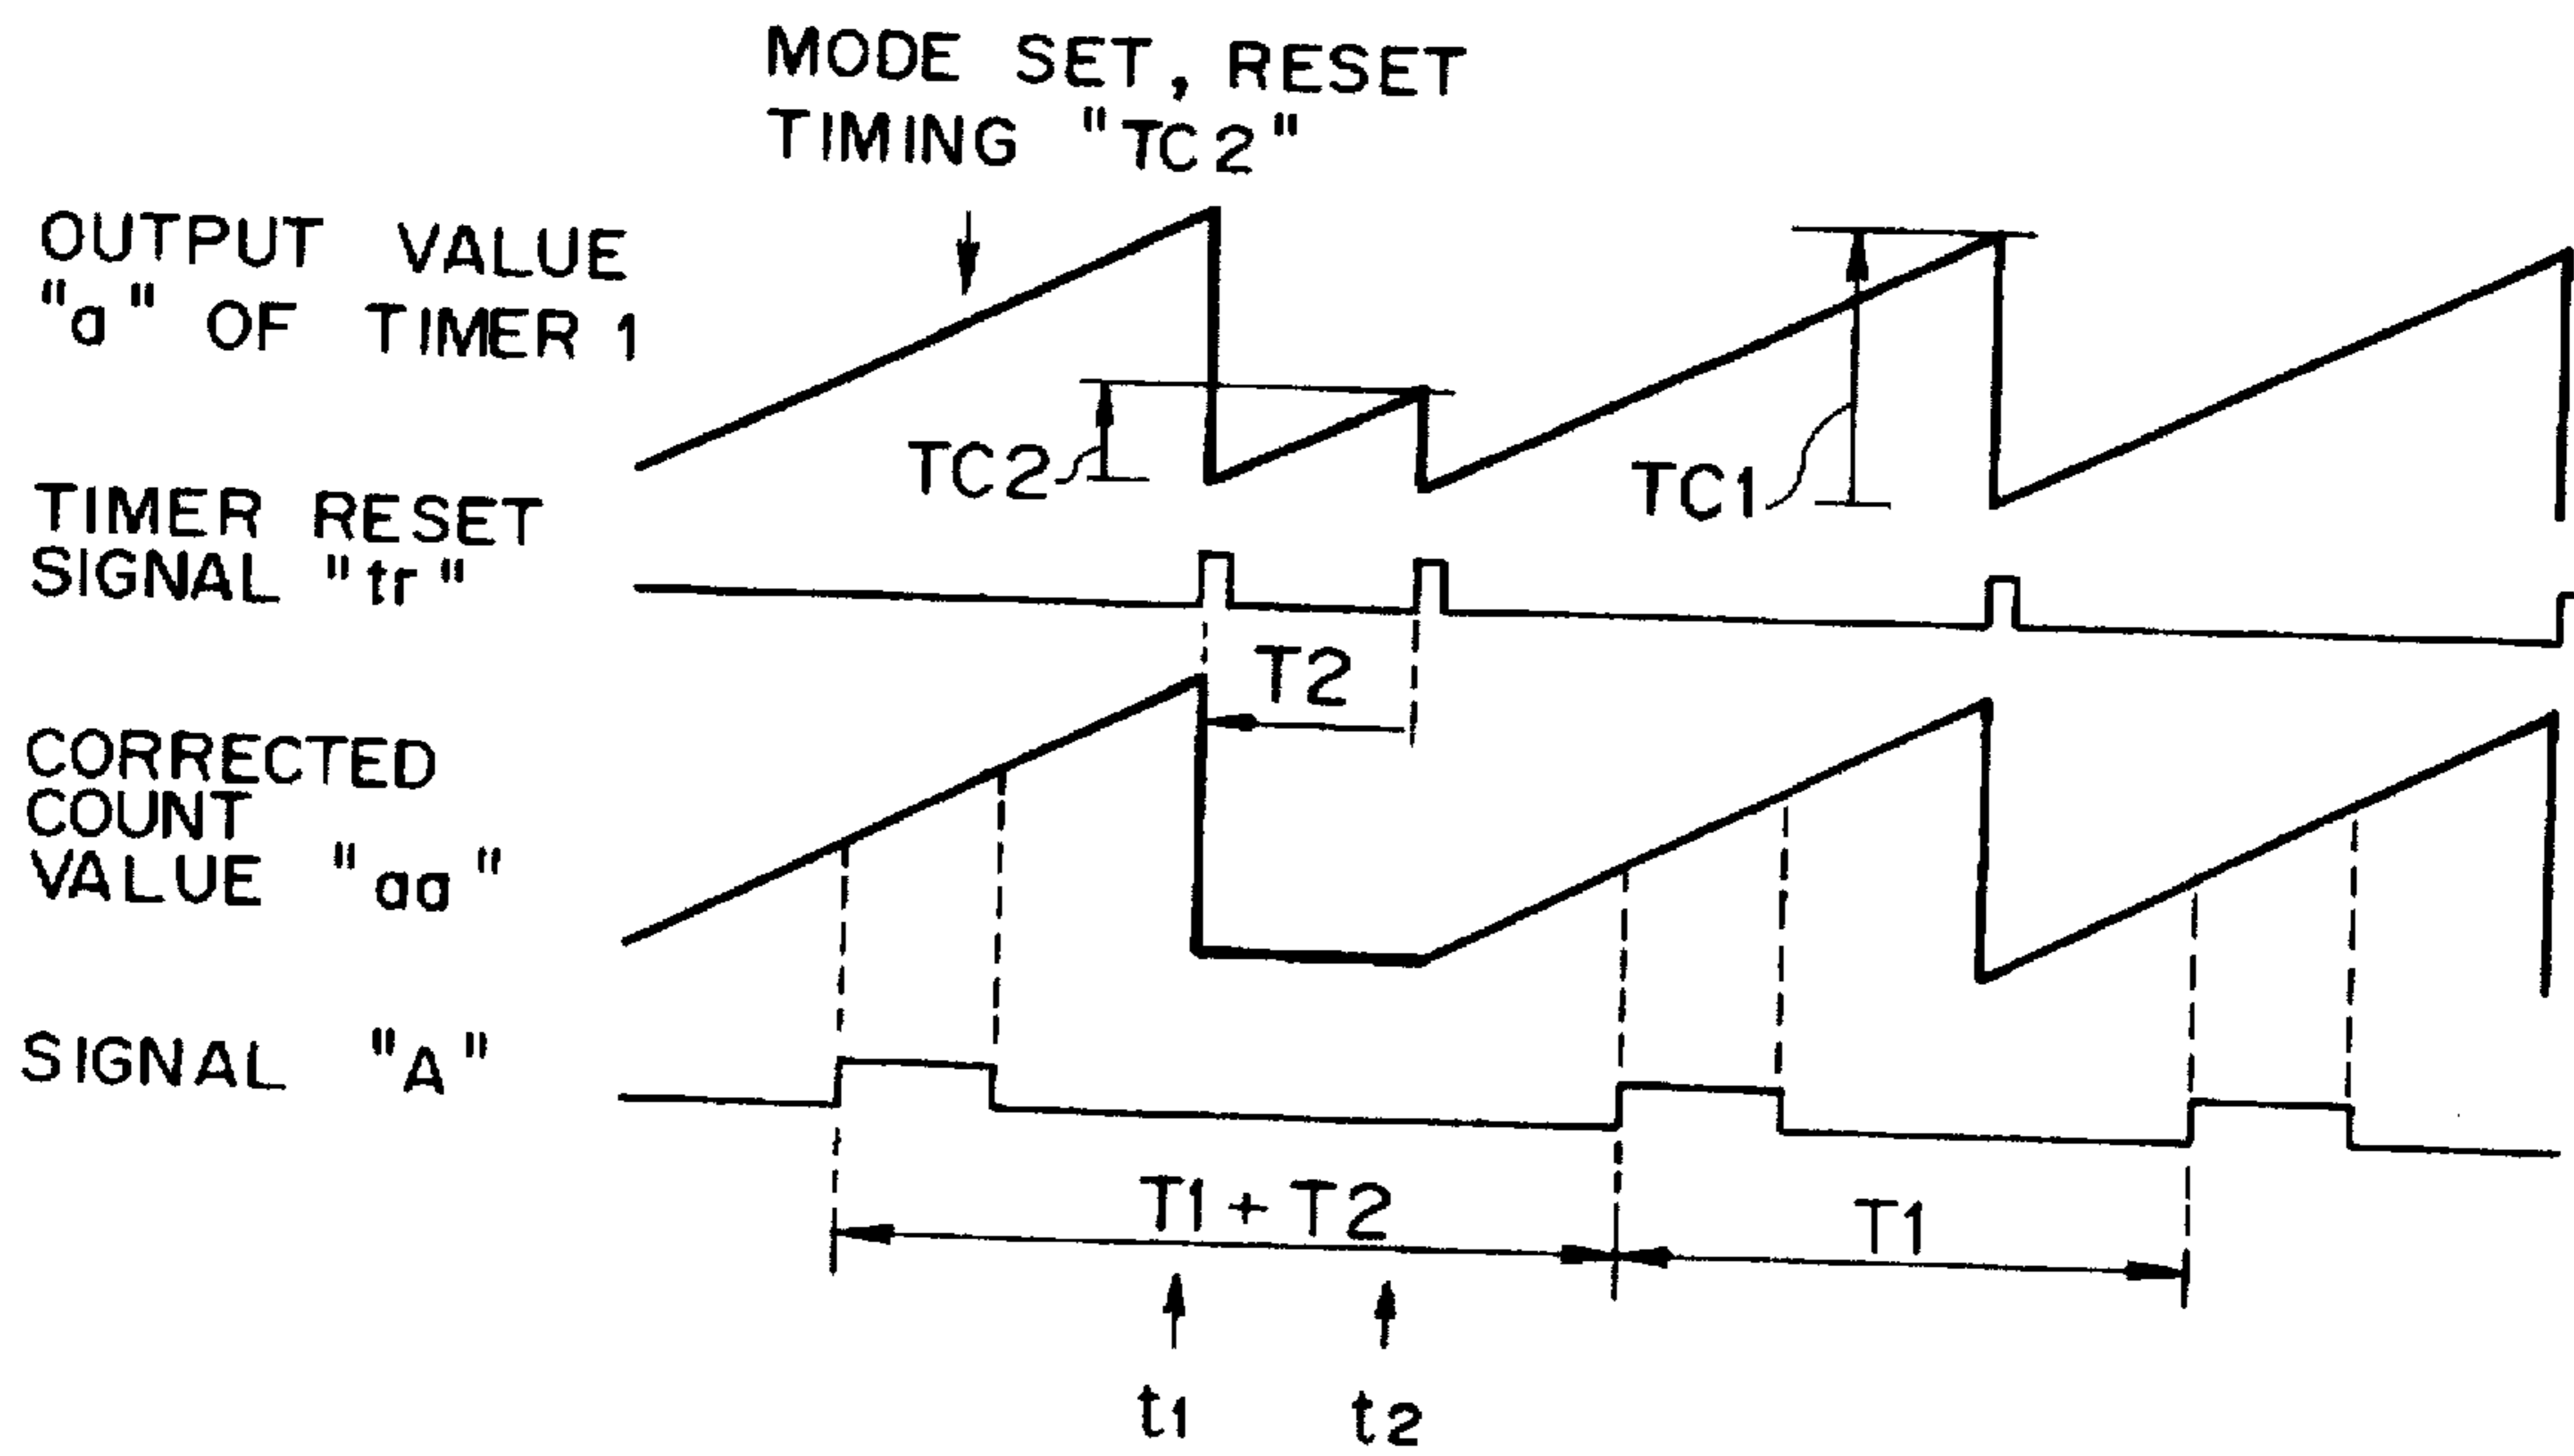 MODE SET, RESET
TIMING "TC2"
OUTPUT VALUE
"a" OF TIMER 1
TC2
TC1
TIMER RESET
SIGNAL "tr"
T2
CORRECTED
COUNT
VALUE "aa"
SIGNAL "A"
T1+T2
T1
t1
t2